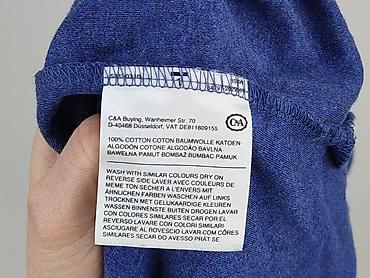 C&A Buying, Wanheimer Str. 70
D-40468 Düsseldorf, VAT DE811809155
C&A
100% COTTON COTON BAUMWOLLE KATOEN
ALGODÓN COTONE ALGODÃO BAVLNA
BAWEŁNA PAMUT BOMBAŽ BUMBAC PAMUK
WASH WITH SIMILAR COLOURS DRY ON
REVERSE SIDE LAVER AVEC COULEURS DE
MEME TON SECHER A L'ENVERS MIT
ÄHNLICHEN FARBEN WASCHEN AUF LINKS
TROCKNEN MET GELIJKAARDIGE KLEUREN
WASSEN BINNENSTE BUITEN DROGEN LAVAR
CON COLORES SIMILARES SECAR POR EL
REVERSO LAVARE CON COLORI SIMILARI
ASCIUGARE AL ROVESCIO LAVAR COM CORES
SIMILARES SECAR DO AVESSO PRAT SE